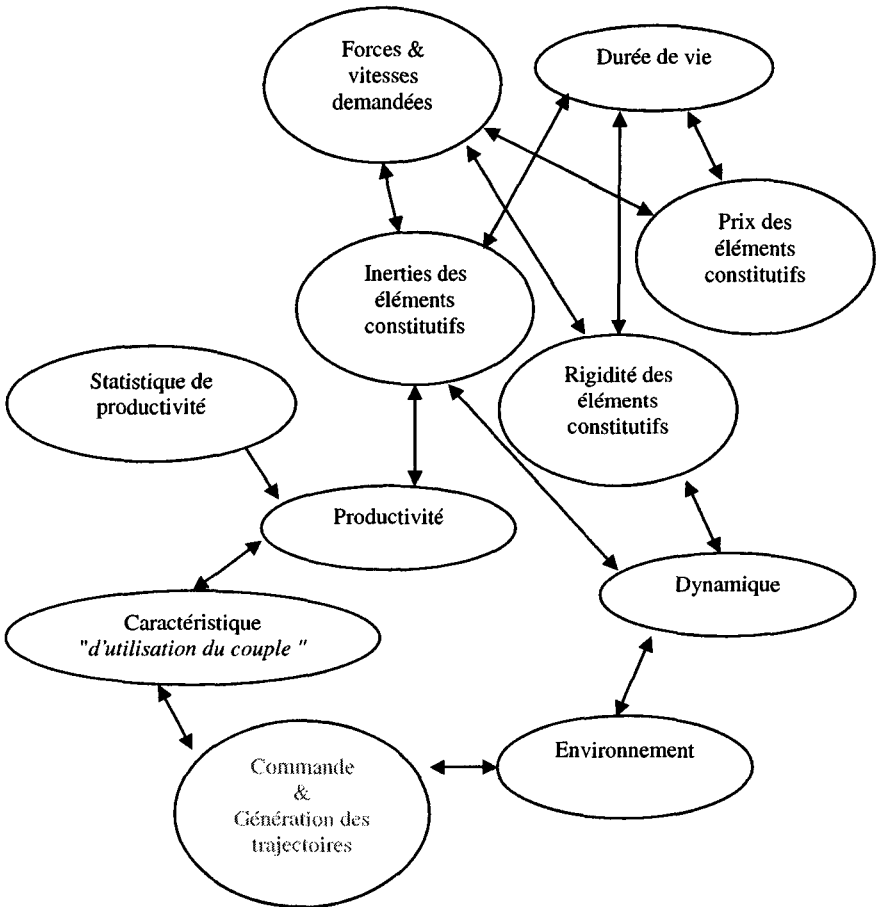 Forces &
vitesses
demandées
Durée de vie
Prix des
éléments
constitutifs
Inerties des
éléments
constitutifs
Rigidité des
éléments
constitutifs
Statistique de
productivité
Productivité
Dynamique
Caractéristique
"d'utilisation du couple "
Environnement
Commande
&
Génération des
trajectoires